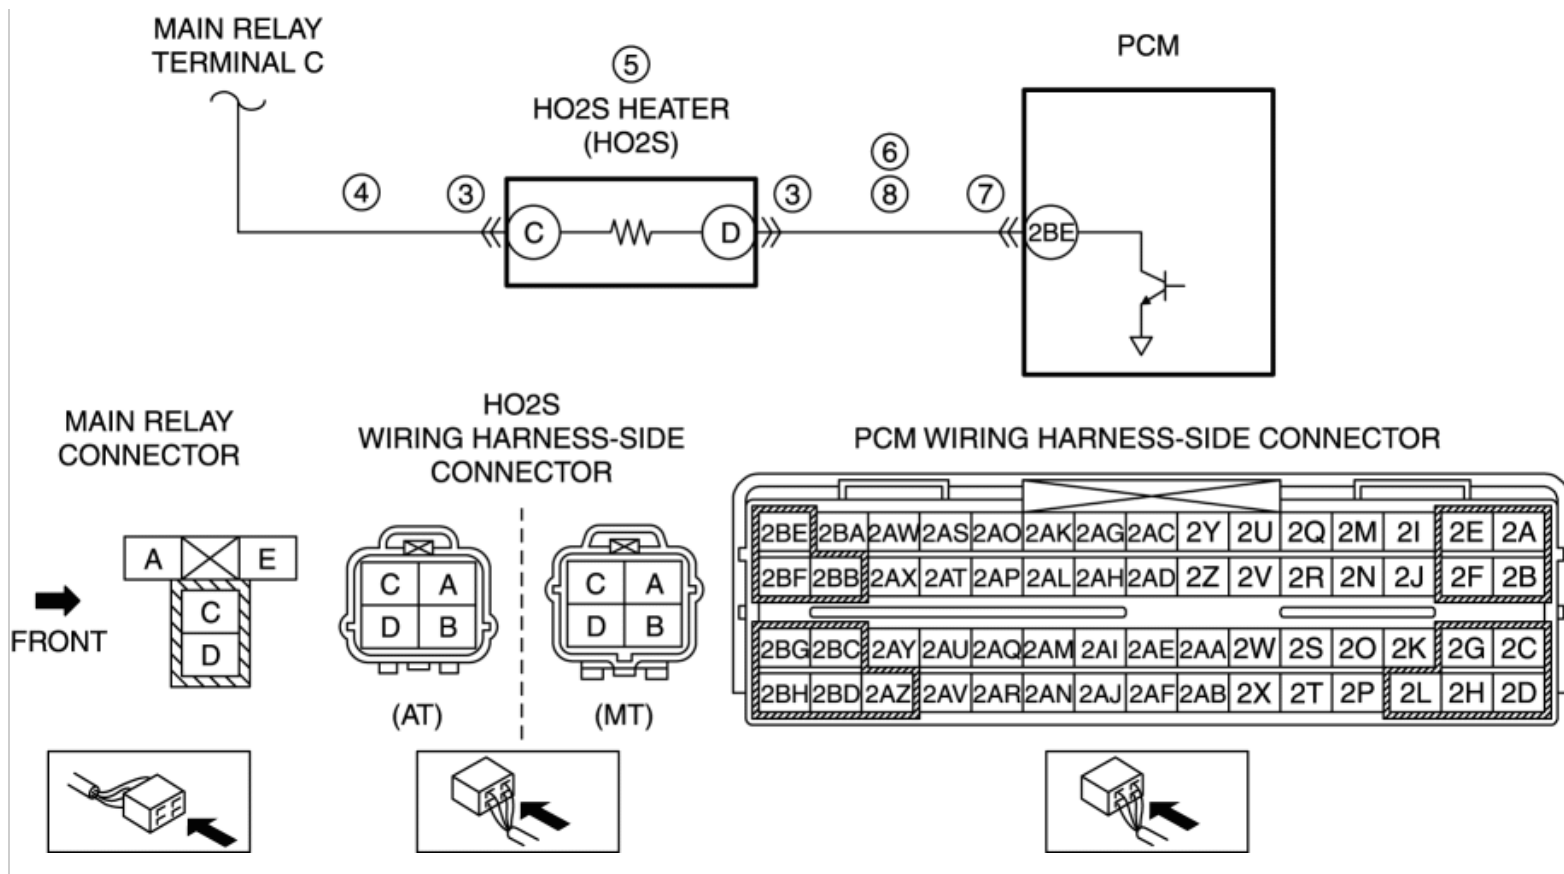 MAIN RELAY
TERMINAL C
5
HO2S HEATER
(HO2S)
PCM
4
3
C
D
3
6
8
7
2BE
MAIN RELAY
CONNECTOR
HO2S
WIRING HARNESS-SIDE
CONNECTOR
PCM WIRING HARNESS-SIDE CONNECTOR
A E
C
D
FRONT
C A
D B
(AT)
C A
D B
(MT)
2BE 2BA 2AW 2AS 2AO 2AK 2AG 2AC 2Y 2U 2Q 2M 2I 2E 2A
2BF 2BB 2AX 2AT 2AP 2AL 2AH 2AD 2Z 2V 2R 2N 2J 2F 2B
2BG 2BC 2AY 2AU 2AQ 2AM 2AI 2AE 2AA 2W 2S 2O 2K 2G 2C
2BH 2BD 2AZ 2AV 2AR 2AN 2AJ 2AF 2AB 2X 2T 2P 2L 2H 2D